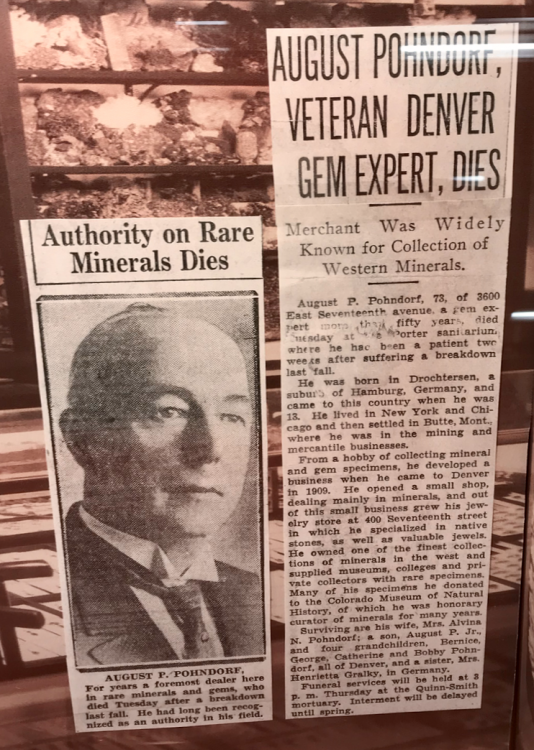 Authority on Rare
Minerals Dies
AUGUST P. POHNDORF,
For years a foremost dealer here
in rare minerals and gems, who
died Tuesday after a breakdown
last fall. He had long been recog-
nized as an authority in his field.
AUGUST POHNDORF,
VETERAN DENVER
GEM EXPERT, DIES
Merchant Was Widely
Known for Collection of
Western Minerals.
August P. Pohndorf, 73, of 3600
East Seventeenth avenue, a gem ex-
pert more than fifty years, died
Tuesday at Porter sanitariun,
where he had been a patient two
weeks after suffering a breakdown
last fall.
He was born in Drochtersen, a
suburb of Hamburg, Germany, and
came to this country when he was
13. He lived in New York and Chi-
cago and then settled in Butte, Mont.,
where he was in the mining and
mercantile businesses.
From a hobby of collecting mineral
and gem specimens, he developed a
business when he came to Denver
in 1909. He opened a small shop,
dealing mainly in minerals, and out
of this small business grew his jew-
elry store at 400 Seventeenth street
in which he specialized in native
stones, as well as valuable jewels.
He owned one of the finest collec-
tions of minerals in the west and
supplied museums, colleges and pri-
vate collectors with rare specimens.
Many of his specimens he donated
to the Colorado Museum of Natural
History, of which he was honorary
curator of minerals for many years.
Surviving are his wife, Mrs. Alvina
N. Pohndorf; a son, August P. Jr.,
and four grandchildren, Bernice,
George, Catherine and Bobby Pohn-
dorf, all of Denver, and a sister, Mrs.
Henrietta Gralky, in Germany.
Funeral services will be held at 3
p. m. Thursday at the Quinn-Smith
mortuary. Interment will be delayed
until spring.